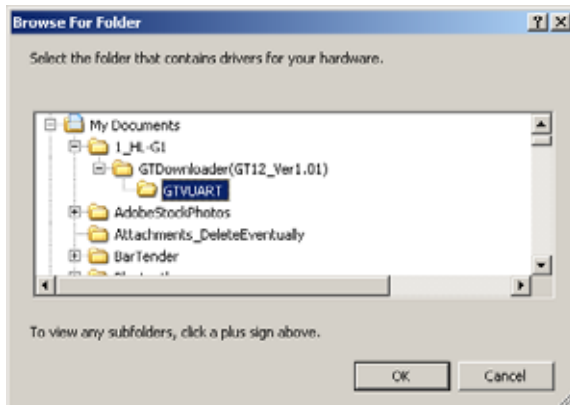 Browse For Folder
Select the folder that contains drivers for your hardware.
My Documents
1_HL-G1
GTDownloader(GT12_Ver1.01)
GTVUART
AdobeStockPhotos
Attachments_DeleteEventually
BarTender
To view any subfolders, click a plus sign above.
OK Cancel